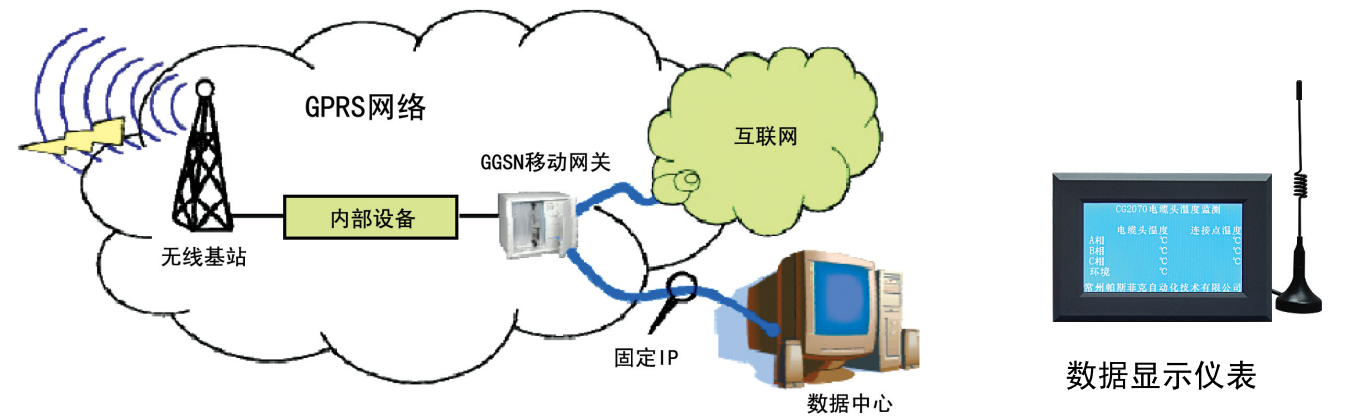 GPRS网络
互联网
GGSN移动网关
内部设备
无线基站
固定IP
数据中心
CG2070电缆头温度监测
电缆头温度 连接点温度
A相 ℃ ℃
B相 ℃ ℃
C相 ℃ ℃
环境 ℃
常州帕斯菲克自动化技术有限公司
数据显示仪表